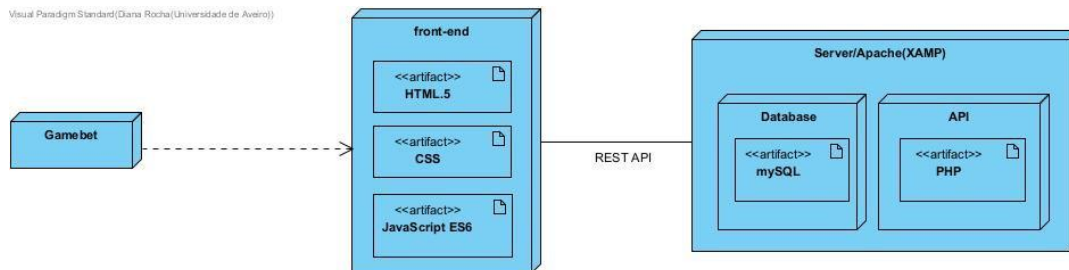 Visual Paradigm Standard(Diana Rocha(Universidade de Aveiro))
Gamebet
front-end
<<artifact>>
HTML.5
<<artifact>>
CSS
<<artifact>>
JavaScript ES6
REST API
Server/Apache(XAMP)
Database
<<artifact>>
mySQL
API
<<artifact>>
PHP